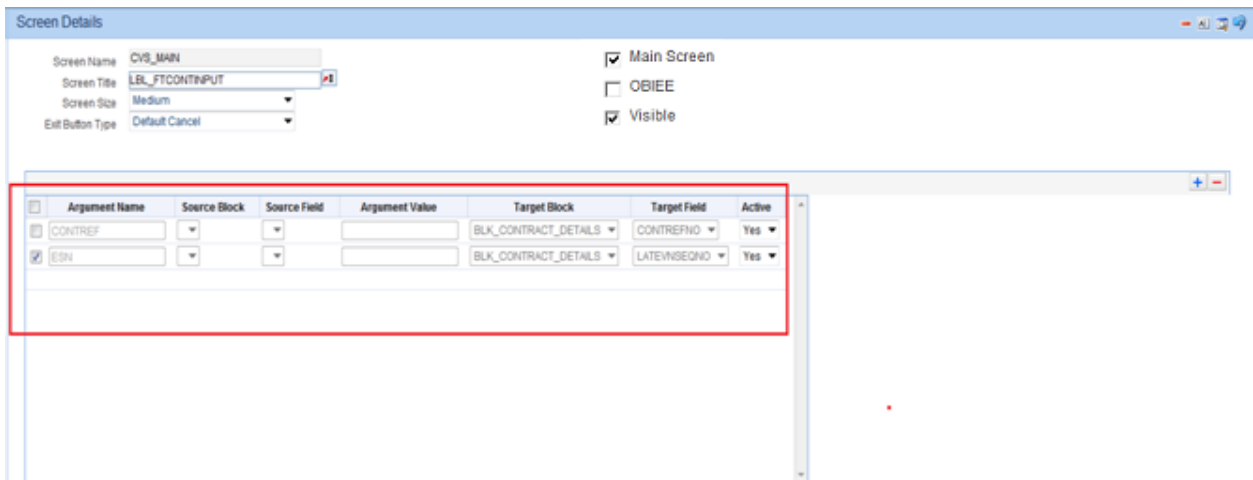 Screen Details
Screen Name CVS_MAIN
Screen Title LBL_FTCONTINPUT
Screen Size Medium
Exit Button Type Default Cancel
Main Screen
OBIEE
Visible
Argument Name Source Block Source Field Argument Value Target Block Target Field Active
CONTREF BLK_CONTRACT_DETAILS CONTREFNO Yes
ESN BLK_CONTRACT_DETAILS LATEVNSEQNO Yes